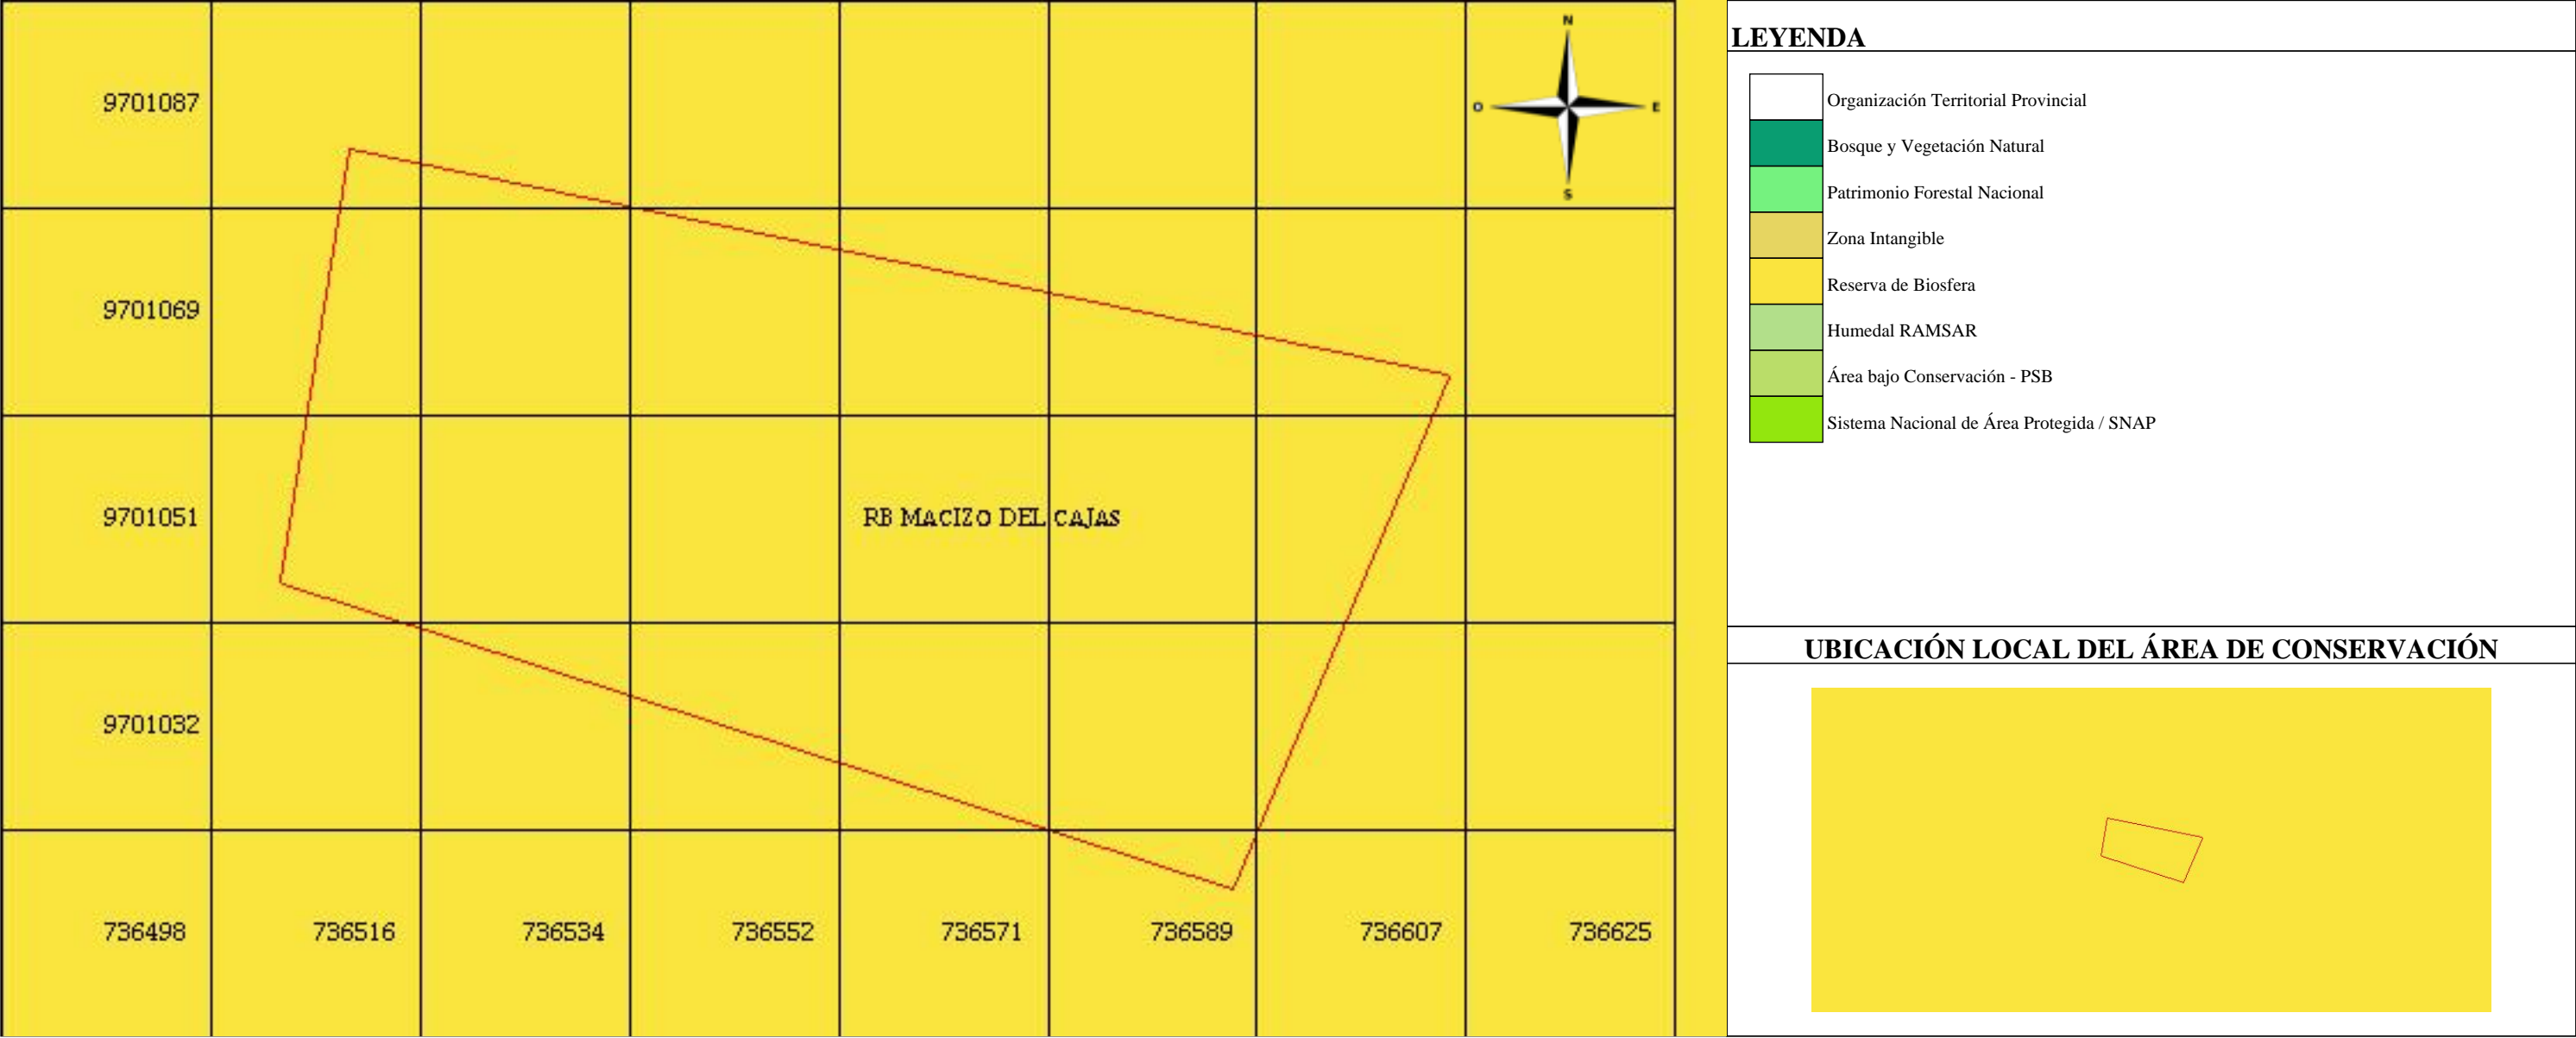 N
O E
S
9701087
9701069
9701051
RB MACIZO DEL CAJAS
9701032
736498 736516 736534 736552 736571 736589 736607 736625
LEYENDA
Organización Territorial Provincial
Bosque y Vegetación Natural
Patrimonio Forestal Nacional
Zona Intangible
Reserva de Biosfera
Humedal RAMSAR
Área bajo Conservación - PSB
Sistema Nacional de Área Protegida / SNAP
UBICACIÓN LOCAL DEL ÁREA DE CONSERVACIÓN